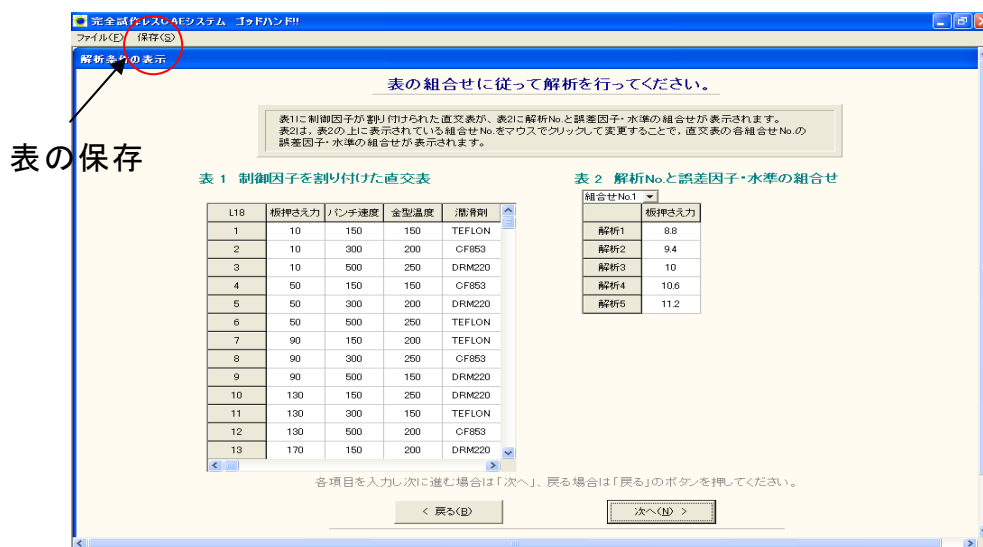 完全試作レスCAEシステム ゴッドハンド!!
ファイル(F) 保存(S)
解析条件の表示
表の組合せに従って解析を行ってください。
表1に制御因子が割り付けられた直交表が、表2に解析No.と誤差因子・水準の組合せが表示されます。
表2は，表2の上に表示されている組合せNo.をマウスでクリックして変更することで，直交表の各組合せNo.の
誤差因子・水準の組合せが表示されます。
表の保存
表 1 制御因子を割り付けた直交表
L18 板押さえ力 パンチ速度 金型温度 潤滑剤
1 10 150 150 TEFLON
2 10 300 200 CF853
3 10 500 250 DRM220
4 50 150 150 CF853
5 50 300 200 DRM220
6 50 500 250 TEFLON
7 90 150 200 TEFLON
8 90 300 250 CF853
9 90 500 150 DRM220
10 130 150 250 DRM220
11 130 300 150 TEFLON
12 130 500 200 CF853
13 170 150 200 DRM220
表 2 解析No.と誤差因子・水準の組合せ
組合せNo.1
板押さえ力
解析1 8.8
解析2 9.4
解析3 10
解析4 10.6
解析5 11.2
各項目を入力し次に進む場合は「次へ」、戻る場合は「戻る」のボタンを押してください。
< 戻る(B)
次へ(N) >